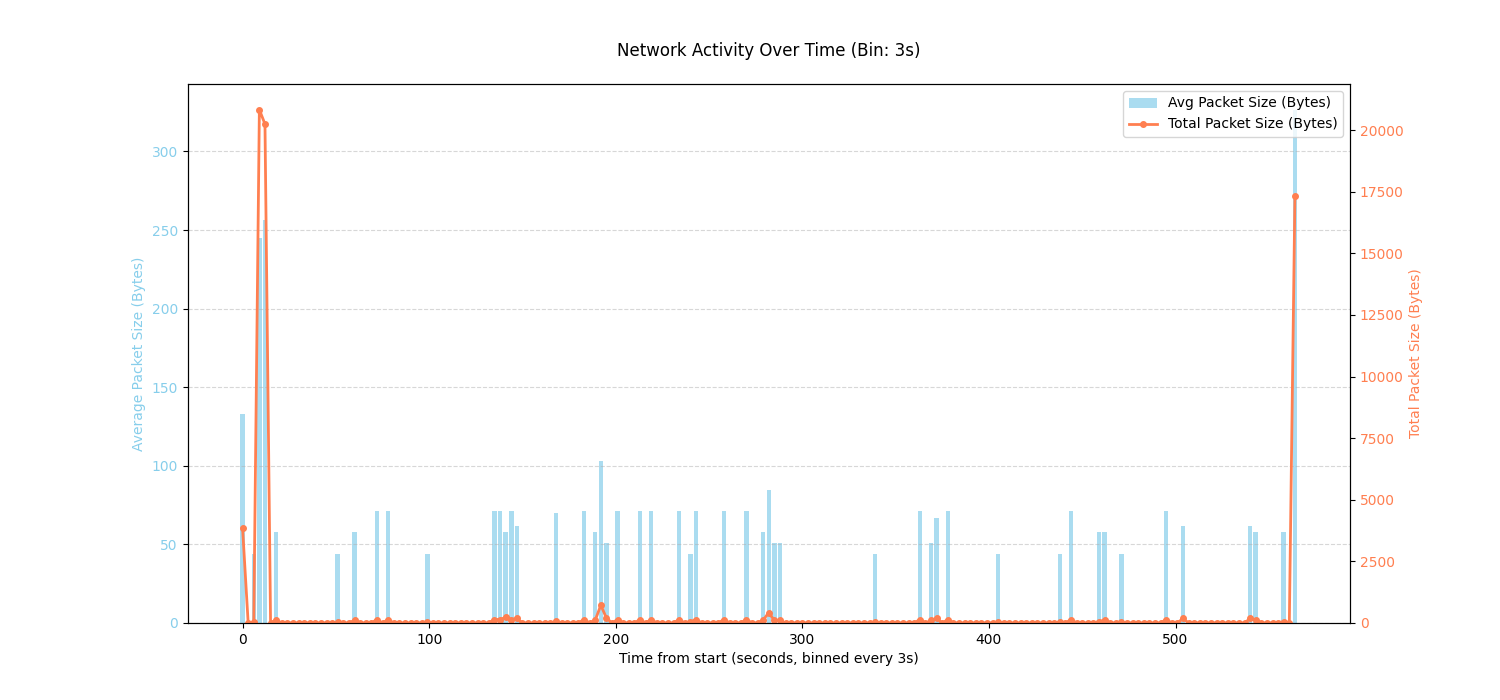 Network Activity Over Time (Bin: 3s)
Avg Packet Size (Bytes)
Total Packet Size (Bytes)
Average Packet Size (Bytes)
300
250
200
150
100
50
0
20000
17500
15000
12500
10000
7500
5000
2500
0
Total Packet Size (Bytes)
0 100 200 300 400 500
Time from start (seconds, binned every 3s)